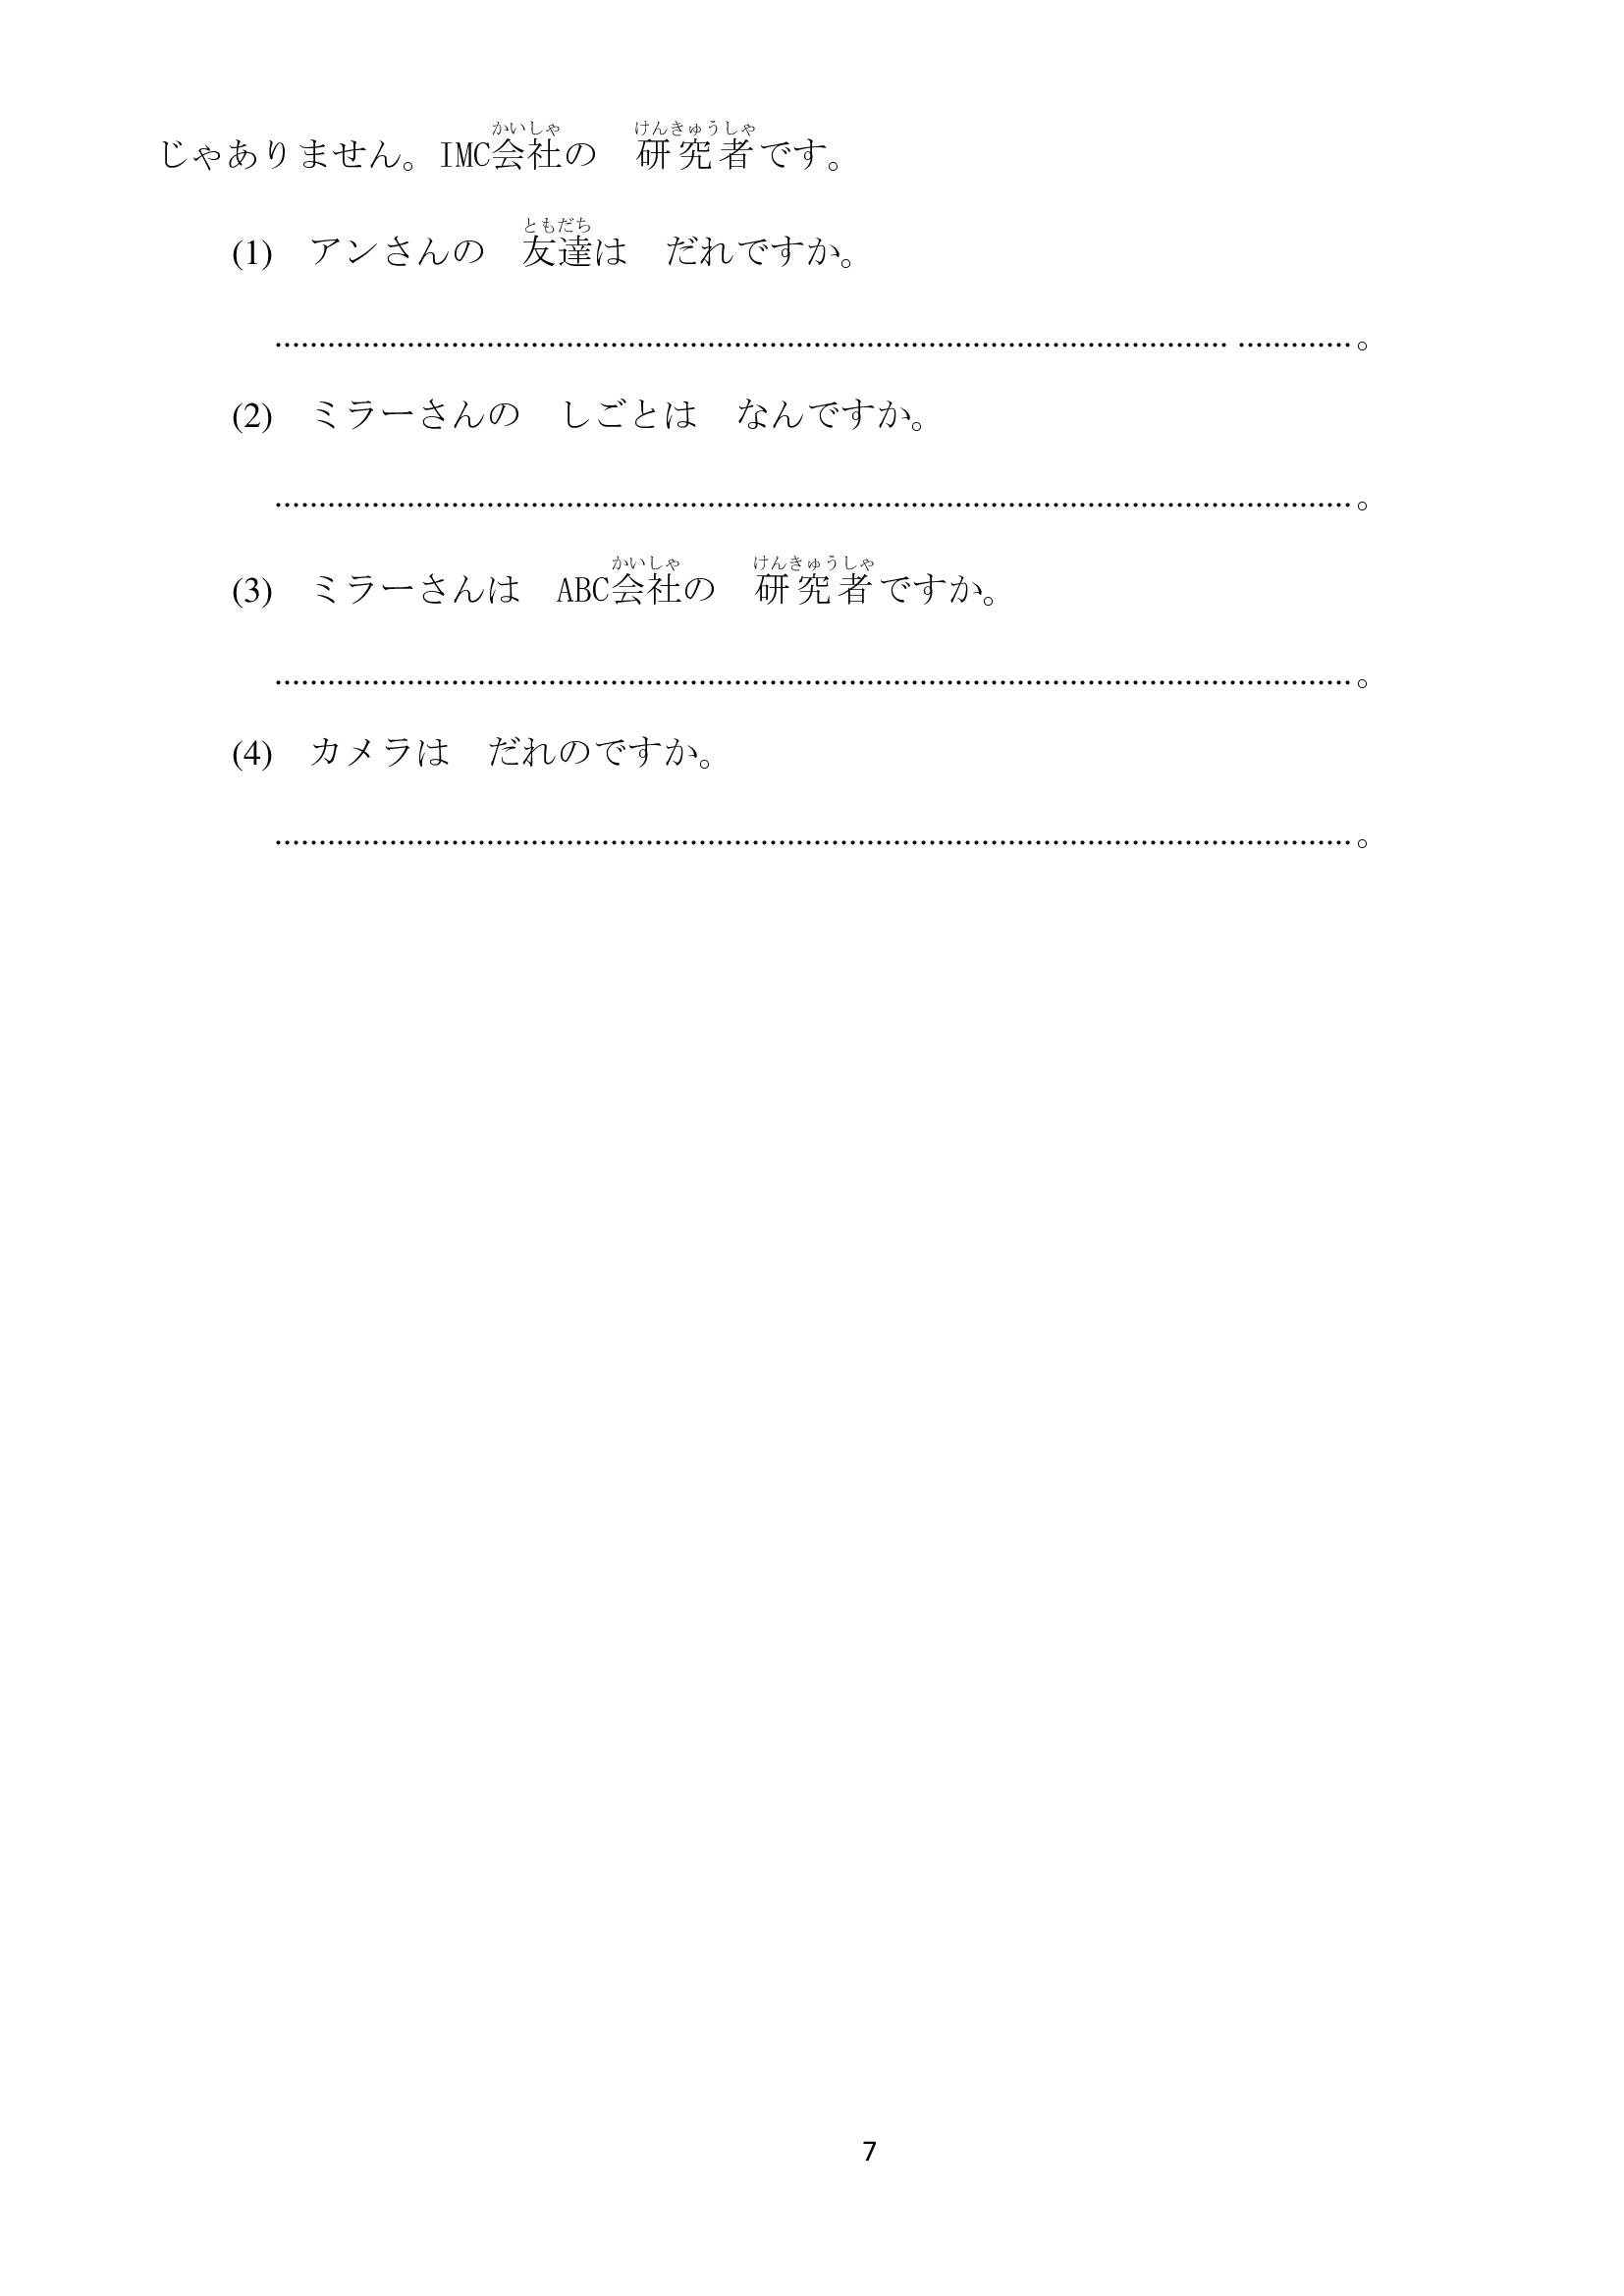 じゃありません。IMC会社の　研究者です。
かいしゃ　けんきゅうしゃ
(1)　アンさんの　友達は　だれですか。
ともだち
.......................................................................................................... .............。
(2)　ミラーさんの　しごとは　なんですか。
........................................................................................................................。
(3)　ミラーさんは　ABC会社の　研究者ですか。
かいしゃ　けんきゅうしゃ
........................................................................................................................。
(4)　カメラは　だれのですか。
........................................................................................................................。
7